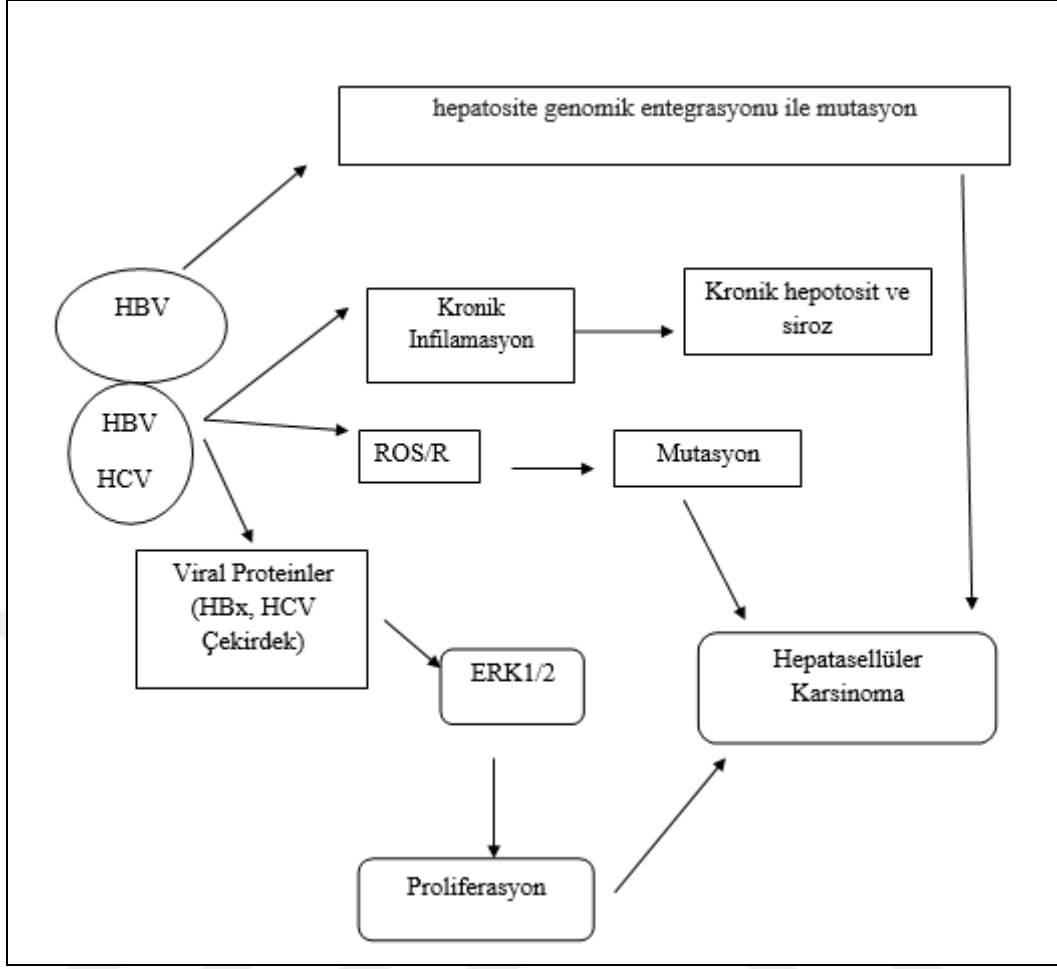 hepatosite genomik entegrasyonu ile mutasyon
HBV
Kronik
Infilamasyon
Kronik hepotosit ve
siroz
HBV
HCV
ROS/R
Mutasyon
Viral Proteinler
(HBx, HCV
Çekirdek)
ERK1/2
Hepatasellüler
Karsinoma
Proliferasyon